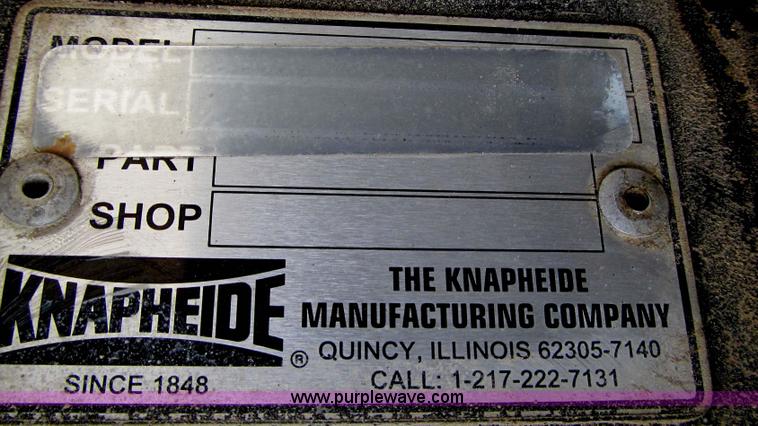 MODEL
SERIAL
PART
SHOP
KNAPHEIDE®
SINCE 1848
THE KNAPHEIDE
MANUFACTURING COMPANY
QUINCY, ILLINOIS 62305-7140
CALL: 1-217-222-7131
www.purplewave.com